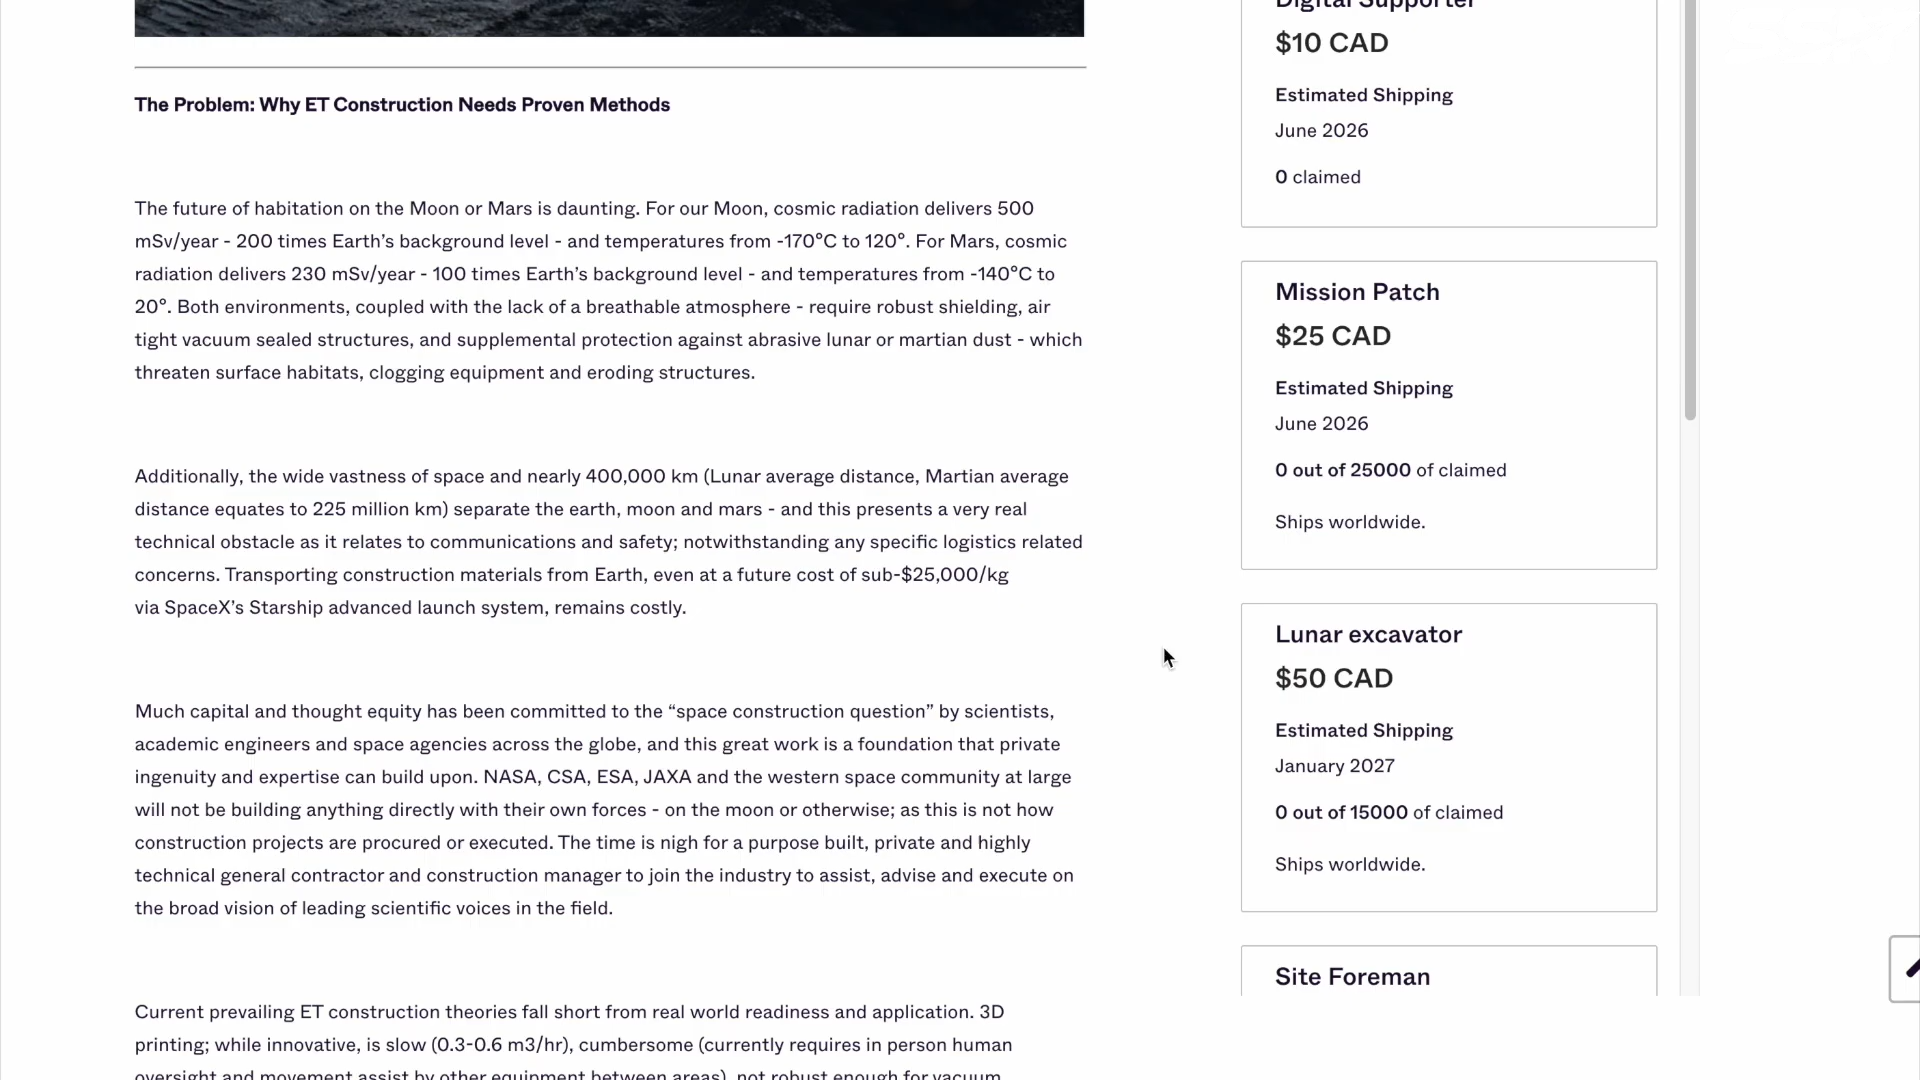 The Problem: Why ET Construction Needs Proven Methods
The future of habitation on the Moon or Mars is daunting. For our Moon, cosmic radiation delivers 500
mSv/year - 200 times Earth’s background level - and temperatures from -170°C to 120°. For Mars, cosmic
radiation delivers 230 mSv/year - 100 times Earth’s background level - and temperatures from -140°C to
20°. Both environments, coupled with the lack of a breathable atmosphere - require robust shielding, air
tight vacuum sealed structures, and supplemental protection against abrasive lunar or martian dust - which
threaten surface habitats, clogging equipment and eroding structures.
Additionally, the wide vastness of space and nearly 400,000 km (Lunar average distance, Martian average
distance equates to 225 million km) separate the earth, moon and mars - and this presents a very real
technical obstacle as it relates to communications and safety; notwithstanding any specific logistics related
concerns. Transporting construction materials from Earth, even at a future cost of sub-$25,000/kg
via SpaceX’s Starship advanced launch system, remains costly.
Much capital and thought equity has been committed to the “space construction question” by scientists,
academic engineers and space agencies across the globe, and this great work is a foundation that private
ingenuity and expertise can build upon. NASA, CSA, ESA, JAXA and the western space community at large
will not be building anything directly with their own forces - on the moon or otherwise; as this is not how
construction projects are procured or executed. The time is nigh for a purpose built, private and highly
technical general contractor and construction manager to join the industry to assist, advise and execute on
the broad vision of leading scientific voices in the field.
Current prevailing ET construction theories fall short from real world readiness and application. 3D
printing; while innovative, is slow (0.3-0.6 m3/hr), cumbersome (currently requires in person human
oversight and movement assist by other equipment between areas), not robust enough for vacuum
Digital Supporter
$10 CAD
Estimated Shipping
June 2026
0 claimed
Mission Patch
$25 CAD
Estimated Shipping
June 2026
0 out of 25000 of claimed
Ships worldwide.
Lunar excavator
$50 CAD
Estimated Shipping
January 2027
0 out of 15000 of claimed
Ships worldwide.
Site Foreman